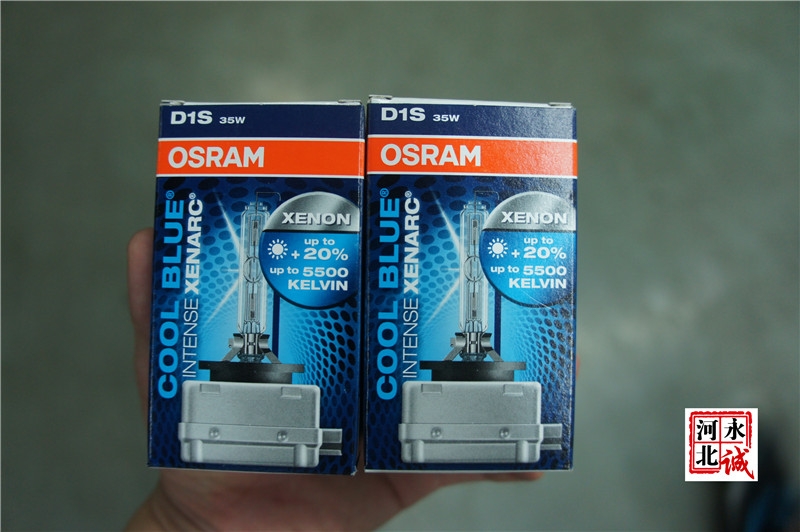 D1S 35W
OSRAM
COOL BLUE®
INTENSE XENARC®
XENON
up to
+20%
up to 5500
KELVIN
D1S 35W
OSRAM
COOL BLUE®
INTENSE XENARC®
XENON
up to
+20%
up to 5500
KELVIN
河北
永诚